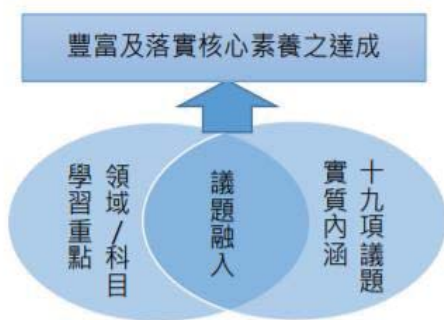 豐富及落實核心素養之達成
領域/科目
學習重點
議題融入
十九項議題
實質內涵